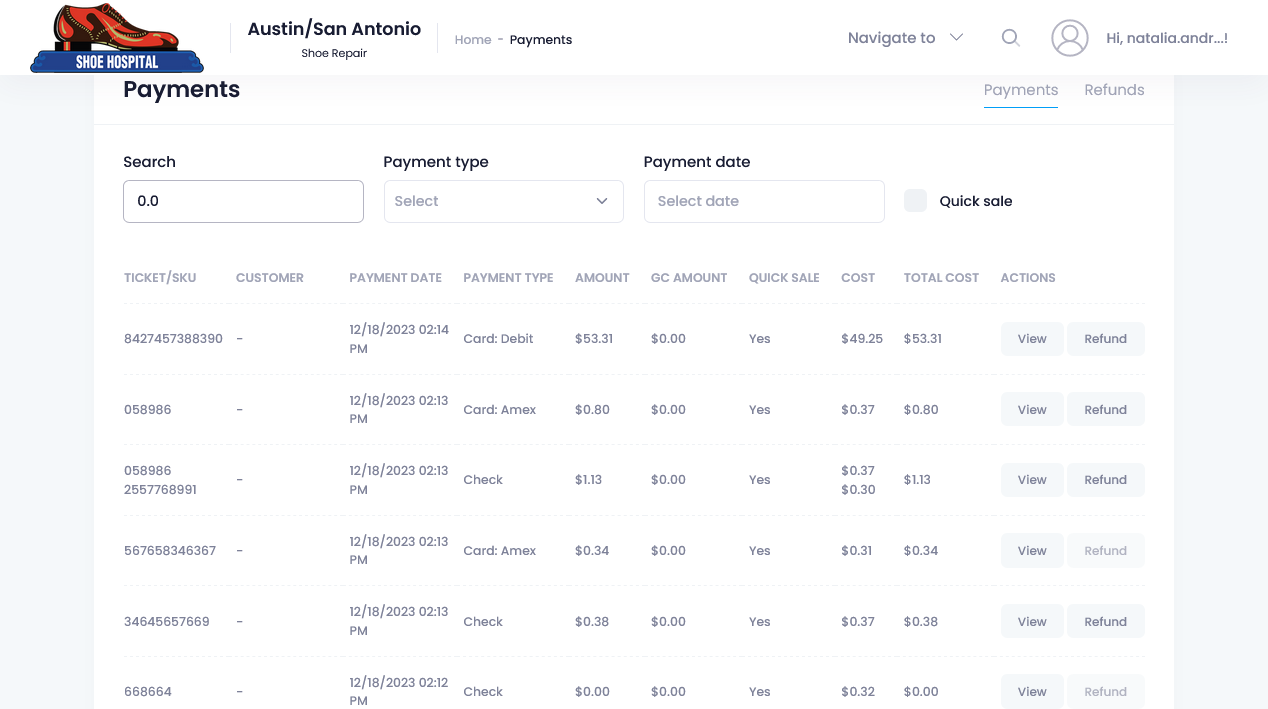 SHOE HOSPITAL
Austin/San Antonio
Shoe Repair
Home - Payments
Navigate to
Hi, natalia.andr...!
Payments
Payments Refunds
Search Payment type Payment date
0.0 Select Select date Quick sale
TICKET/SKU CUSTOMER PAYMENT DATE PAYMENT TYPE AMOUNT GC AMOUNT QUICK SALE COST TOTAL COST ACTIONS
8427457388390 - 12/18/2023 02:14 PM Card: Debit $53.31 $0.00 Yes $49.25 $53.31 View Refund
058986 - 12/18/2023 02:13 PM Card: Amex $0.80 $0.00 Yes $0.37 $0.80 View Refund
058986 2557768991 - 12/18/2023 02:13 PM Check $1.13 $0.00 Yes $0.37 $0.30 $1.13 View Refund
567658346367 - 12/18/2023 02:13 PM Card: Amex $0.34 $0.00 Yes $0.31 $0.34 View Refund
34645657669 - 12/18/2023 02:13 PM Check $0.38 $0.00 Yes $0.37 $0.38 View Refund
668664 - 12/18/2023 02:12 PM Check $0.00 $0.00 Yes $0.32 $0.00 View Refund